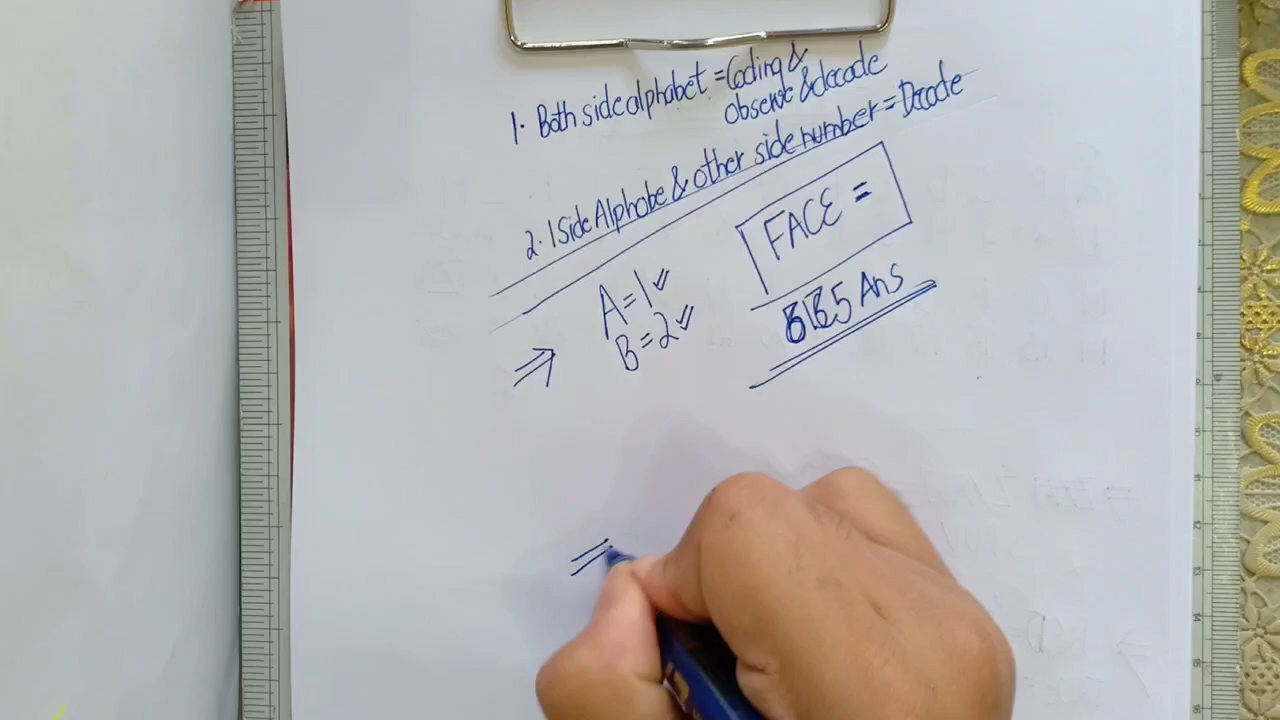 1. Both side alphabet = Coding &
observe & decode
2. 1 Side Alphabe & other side number = Decode
FACE =
A=1✓
B=2✓
6135 Ans
⇒